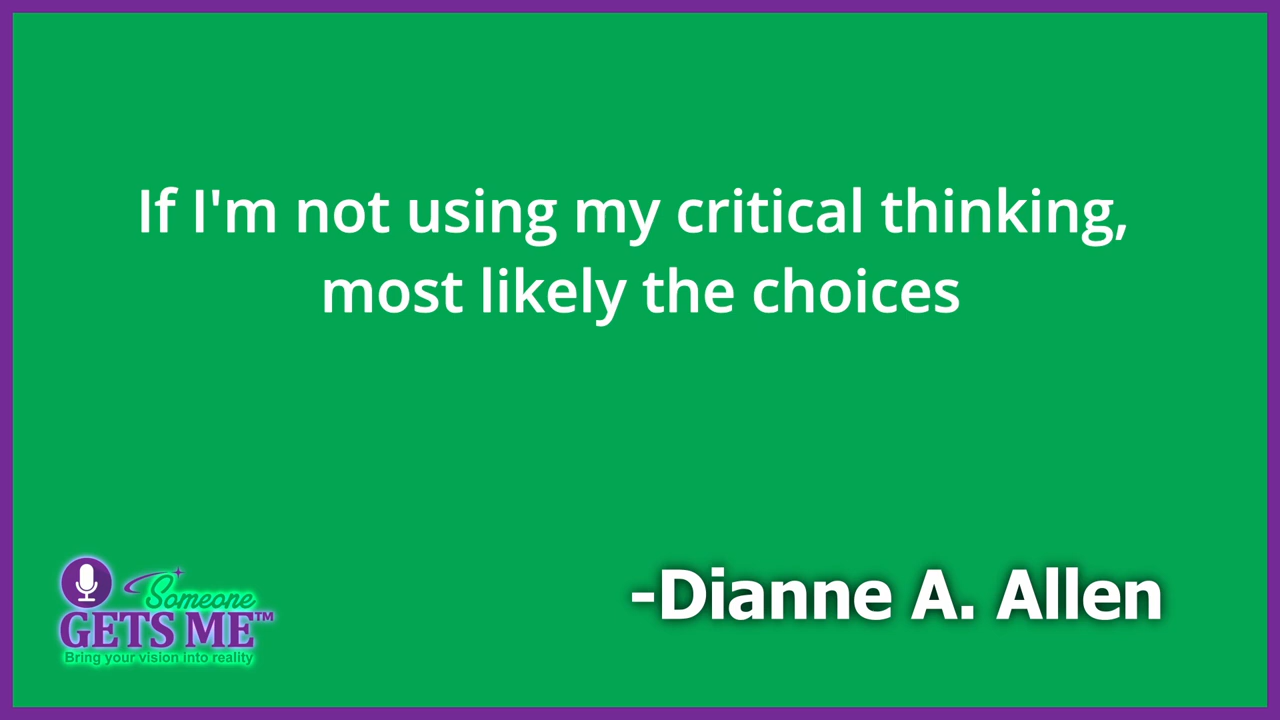 If I'm not using my critical thinking,
most likely the choices
-Dianne A. Allen
Someone
GETS ME™
Bring your vision into reality